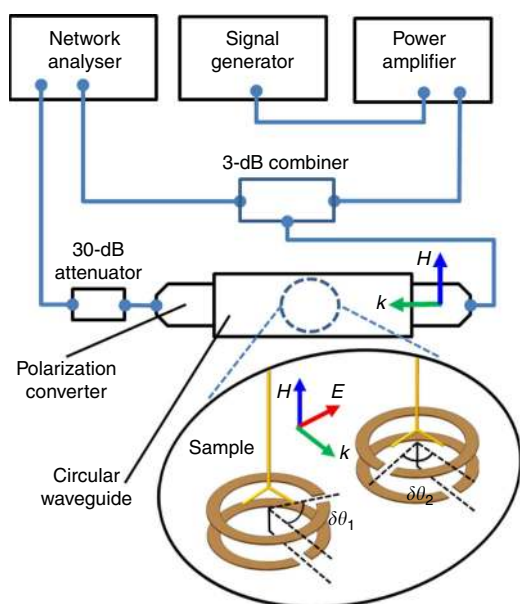 Network
analyser
Signal
generator
Power
amplifier
3-dB combiner
30-dB
attenuator
H
k
Polarization
converter
H
E
k
Sample
Circular
waveguide
δθ1
δθ2